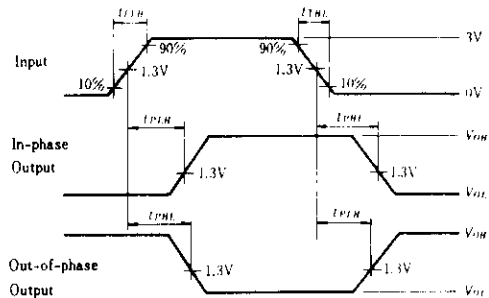 tTLH tTHL
90% 90% 3V
Input 1.3V 1.3V
10% 10% 0V
tPLH tPHL
In-phase VOH
Output 1.3V 1.3V
VOL
tPHL tPLH
VOH
Out-of-phase 1.3V 1.3V
Output VOL